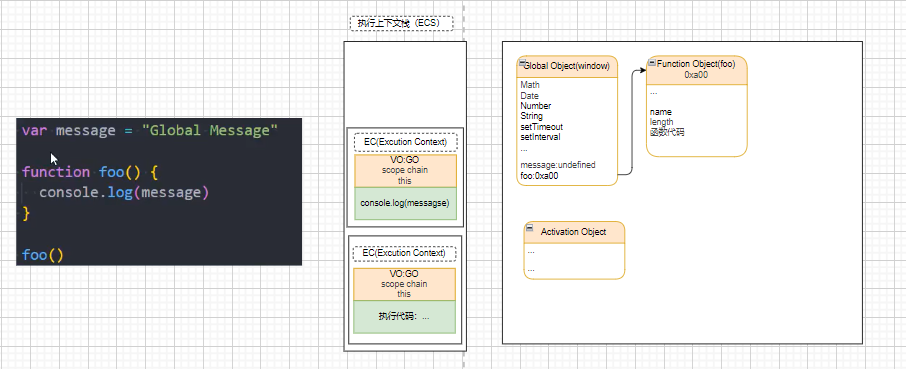 var message = "Global Message"
function foo() {
console.log(message)
}
foo()
执行上下文栈（ECS）
EC(Excution Context)
VO:GO
scope chain
this
console.log(messagse)
EC(Excution Context)
VO:GO
scope chain
this
执行代码：...
Global Object(window)
Math
Date
Number
String
setTimeout
setInterval
...
message:undefined
foo:0xa00
Function Object(foo)
0xa00
...
name
length
函数代码
Activation Object
...
...